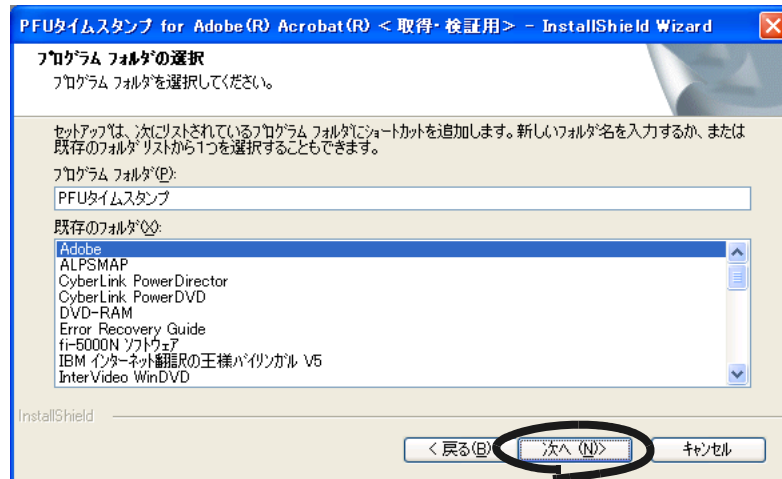 PFUタイムスタンプ for Adobe(R) Acrobat(R) < 取得・検証用> - InstallShield Wizard
プログラム フォルダの選択
プログラム フォルダを選択してください。
セットアップは、次にリストされているプログラム フォルダにショートカットを追加します。新しいフォルダ名を入力するか、または
既存のフォルダ リストから1つを選択することもできます。
プログラム フォルダ(P):
PFUタイムスタンプ
既存のフォルダ(X):
Adobe
ALPSMAP
CyberLink PowerDirector
CyberLink PowerDVD
DVD-RAM
Error Recovery Guide
fi-5000N ソフトウェア
IBM インターネット翻訳の王様バイリンガル V5
InterVideo WinDVD
InstallShield
< 戻る(B) 次へ (N)> キャンセル